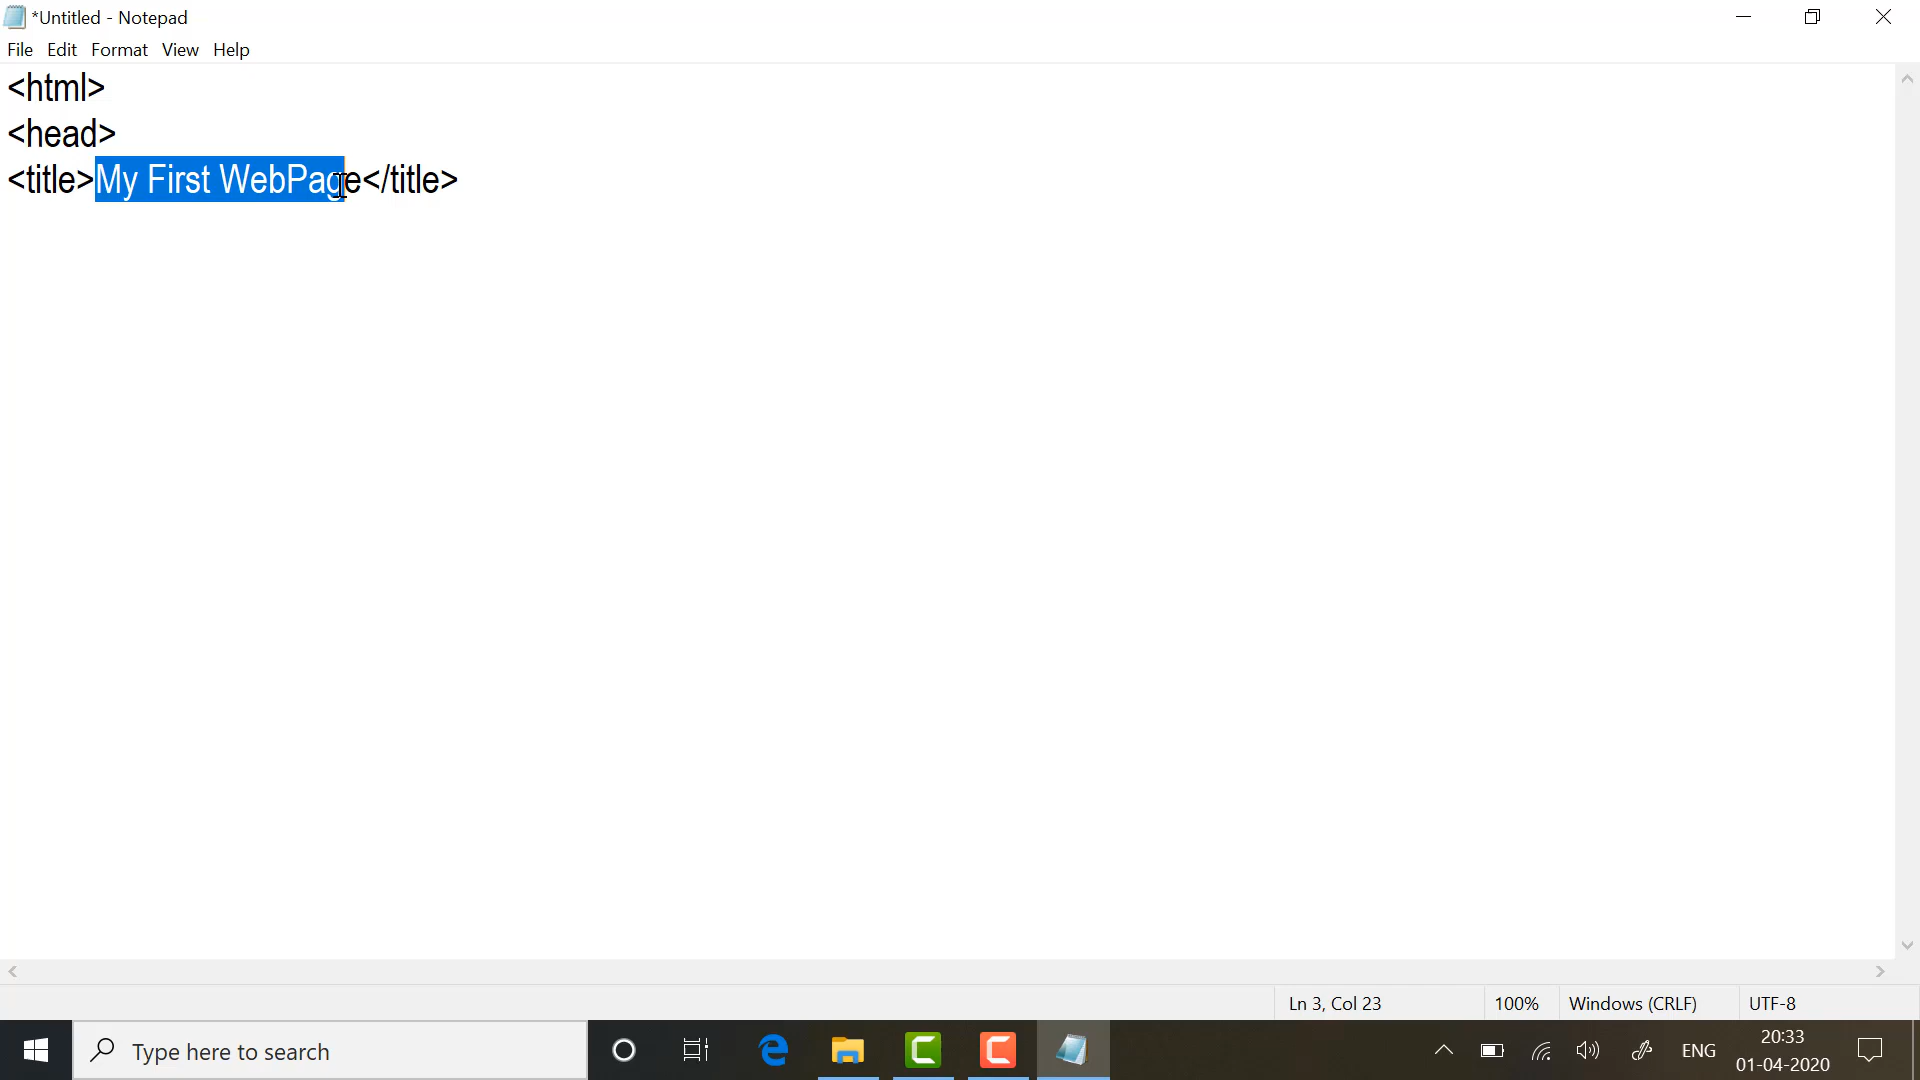 *Untitled - Notepad
File Edit Format View Help
<html>
<head>
<title>My First WebPage</title>
Ln 3, Col 23 100% Windows (CRLF) UTF-8
Type here to search
ENG
20:33
01-04-2020